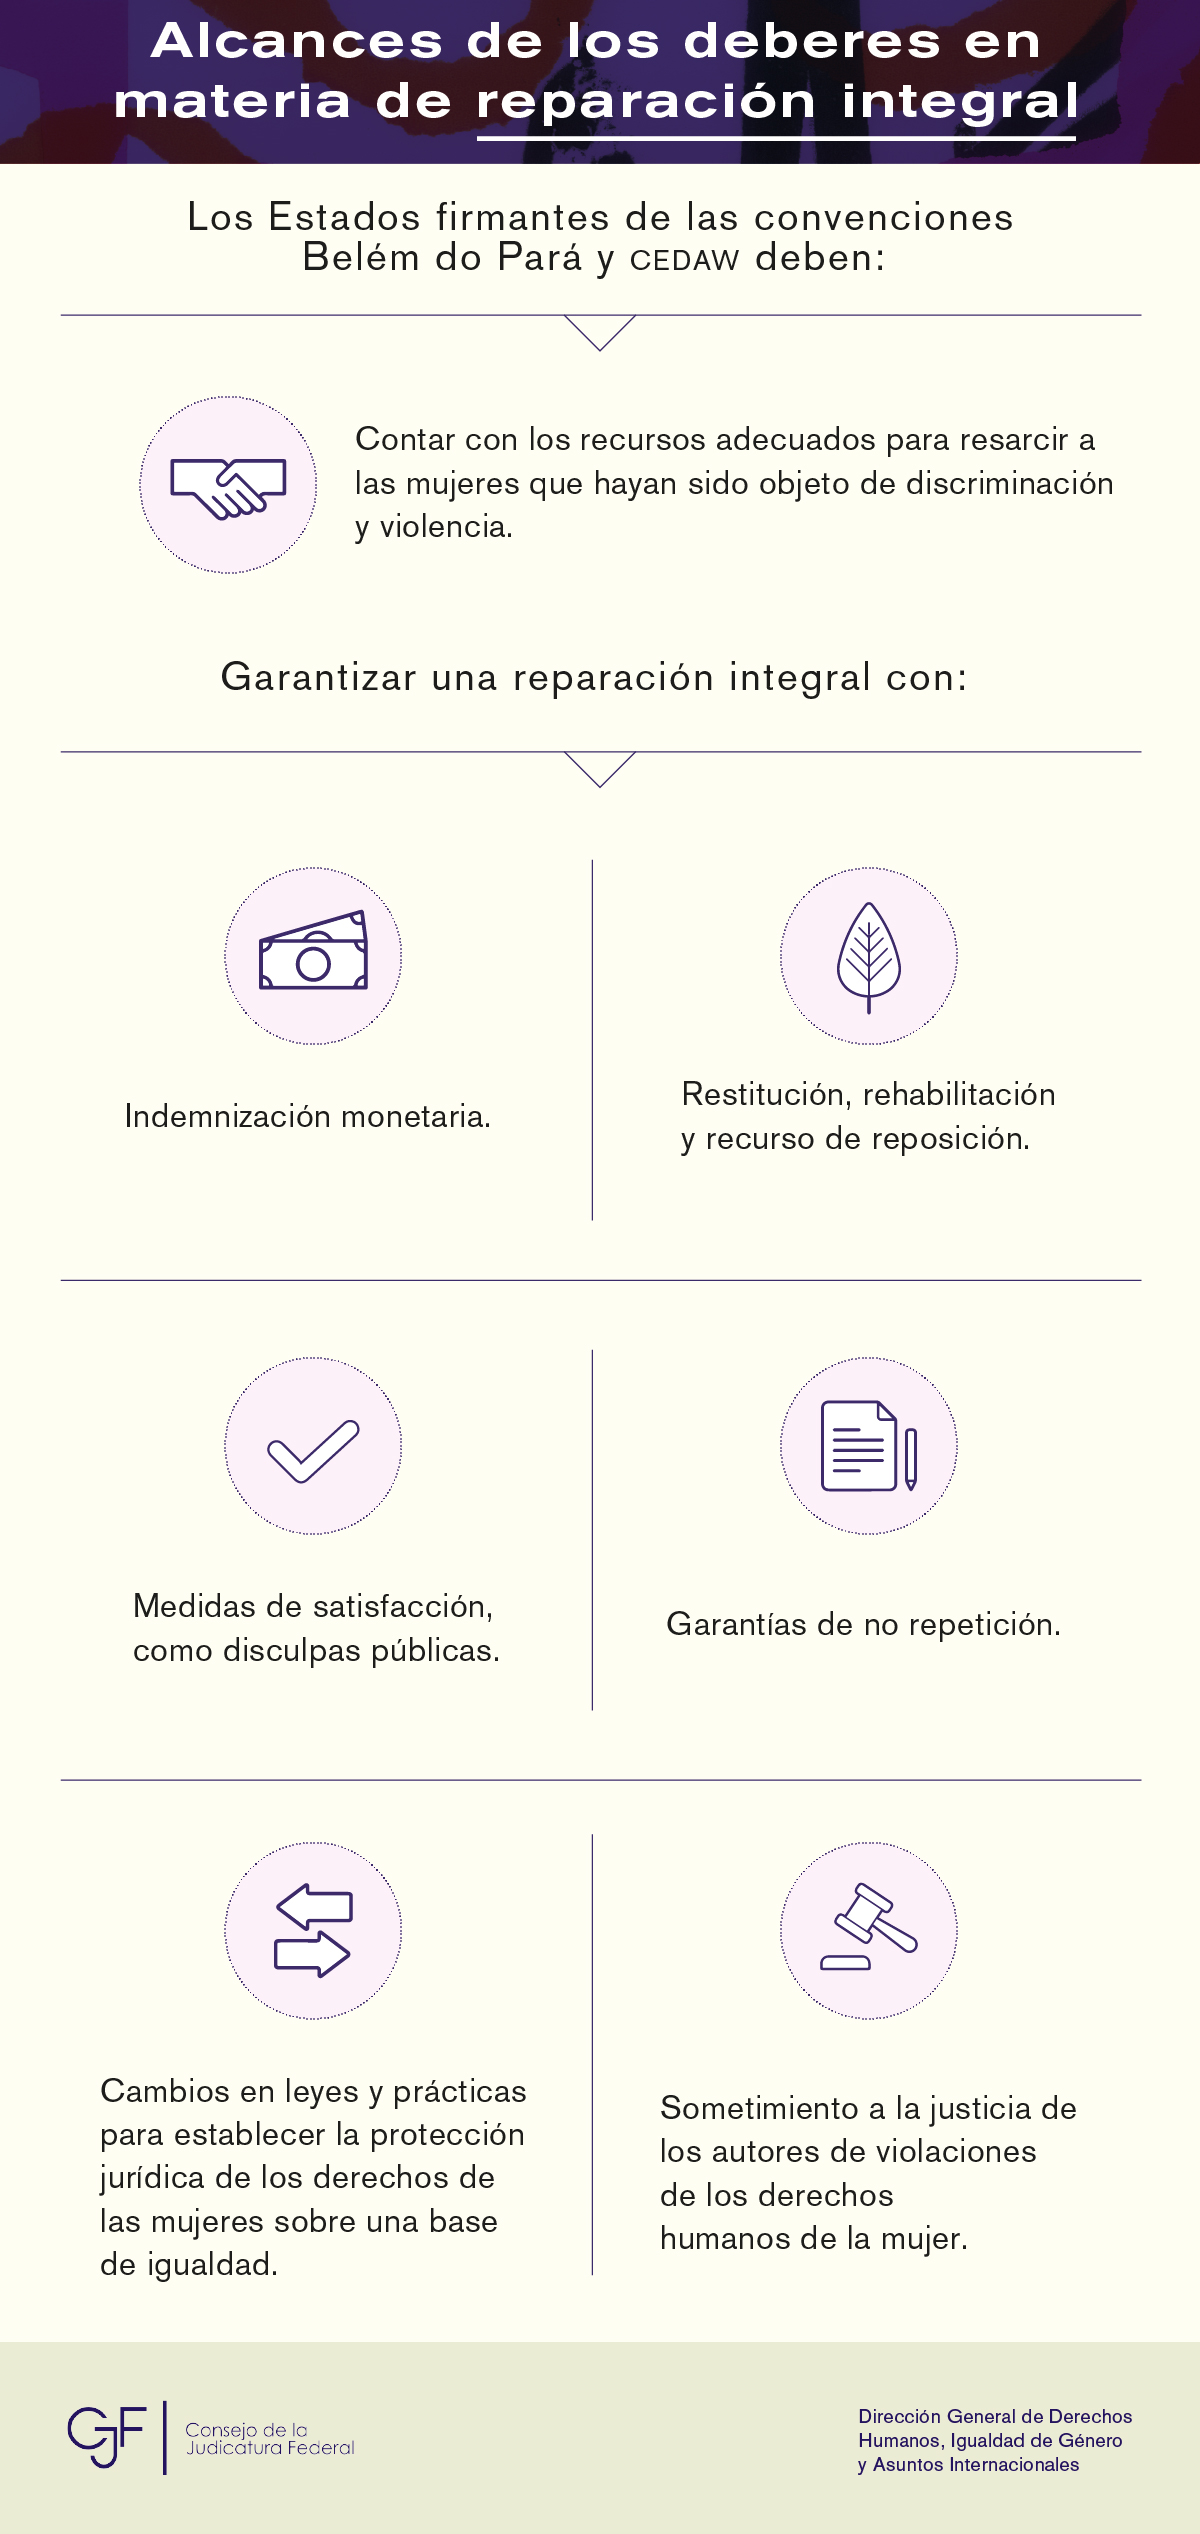 Alcances de los deberes en
materia de reparación integral
Los Estados firmantes de las convenciones
Belém do Pará y CEDAW deben:
Contar con los recursos adecuados para resarcir a
las mujeres que hayan sido objeto de discriminación
y violencia.
Garantizar una reparación integral con:
Indemnización monetaria.
Restitución, rehabilitación
y recurso de reposición.
Medidas de satisfacción,
como disculpas públicas.
Garantías de no repetición.
Cambios en leyes y prácticas
para establecer la protección
jurídica de los derechos de
las mujeres sobre una base
de igualdad.
Sometimiento a la justicia de
los autores de violaciones
de los derechos
humanos de la mujer.
CJF
Consejo de la
Judicatura Federal
Dirección General de Derechos
Humanos, Igualdad de Género
y Asuntos Internacionales